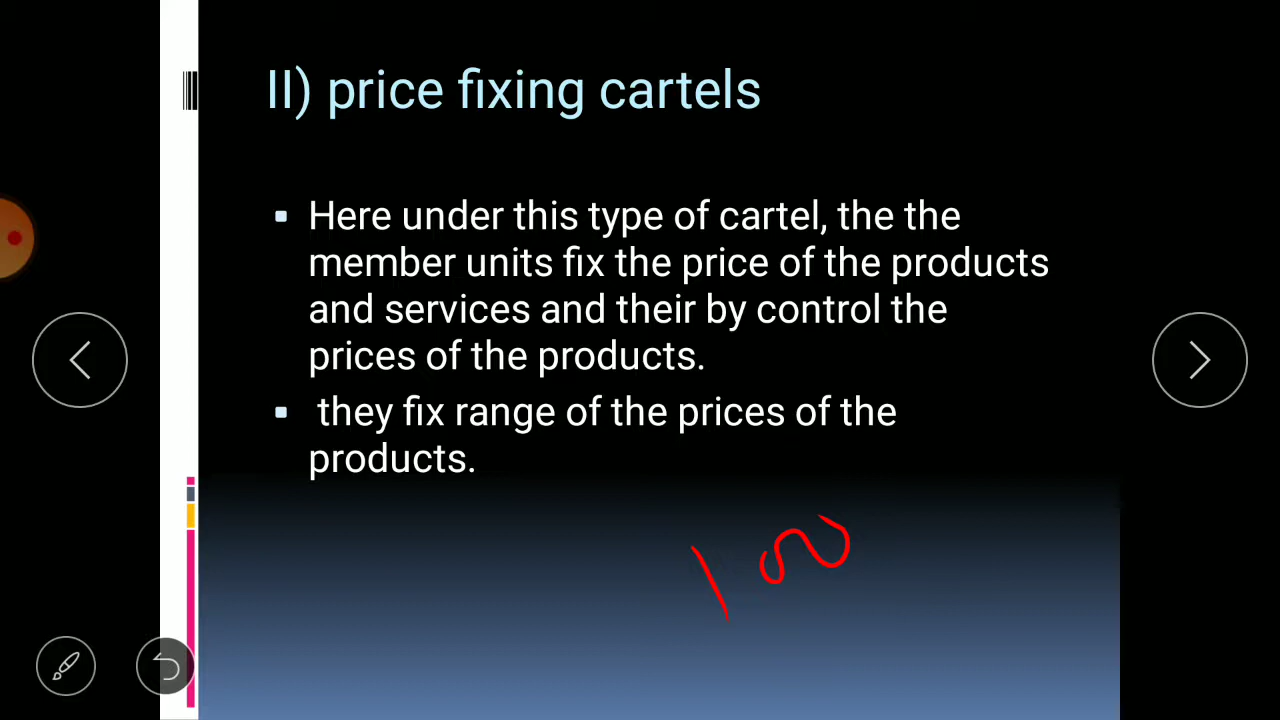 II) price fixing cartels
Here under this type of cartel, the the
member units fix the price of the products
and services and their by control the
prices of the products.
they fix range of the prices of the
products.
100